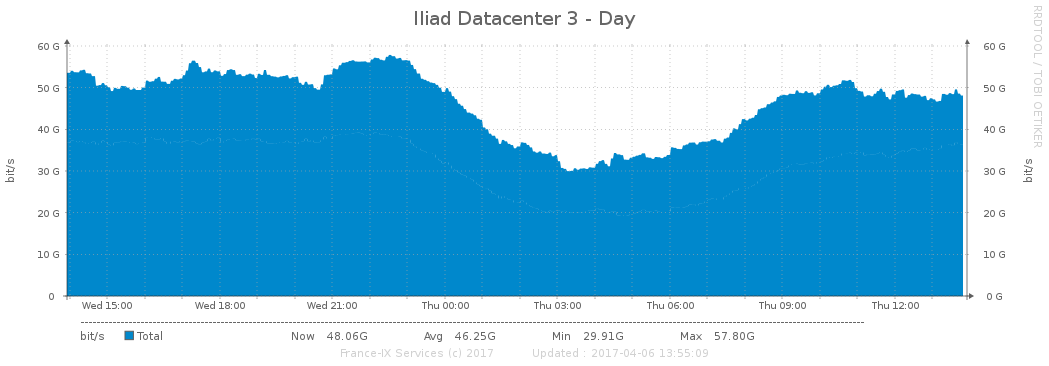 Iliad Datacenter 3 - Day
RRDTOOL / TOBI OETIKER
60 G 60 G
50 G 50 G
40 G 40 G
30 G 30 G
20 G 20 G
10 G 10 G
0 0 G
bit/s bit/s
Wed 15:00 Wed 18:00 Wed 21:00 Thu 00:00 Thu 03:00 Thu 06:00 Thu 09:00 Thu 12:00
bit/s Total Now 48.06G Avg 46.25G Min 29.91G Max 57.80G
France-IX Services (c) 2017 Updated : 2017-04-06 13:55:09